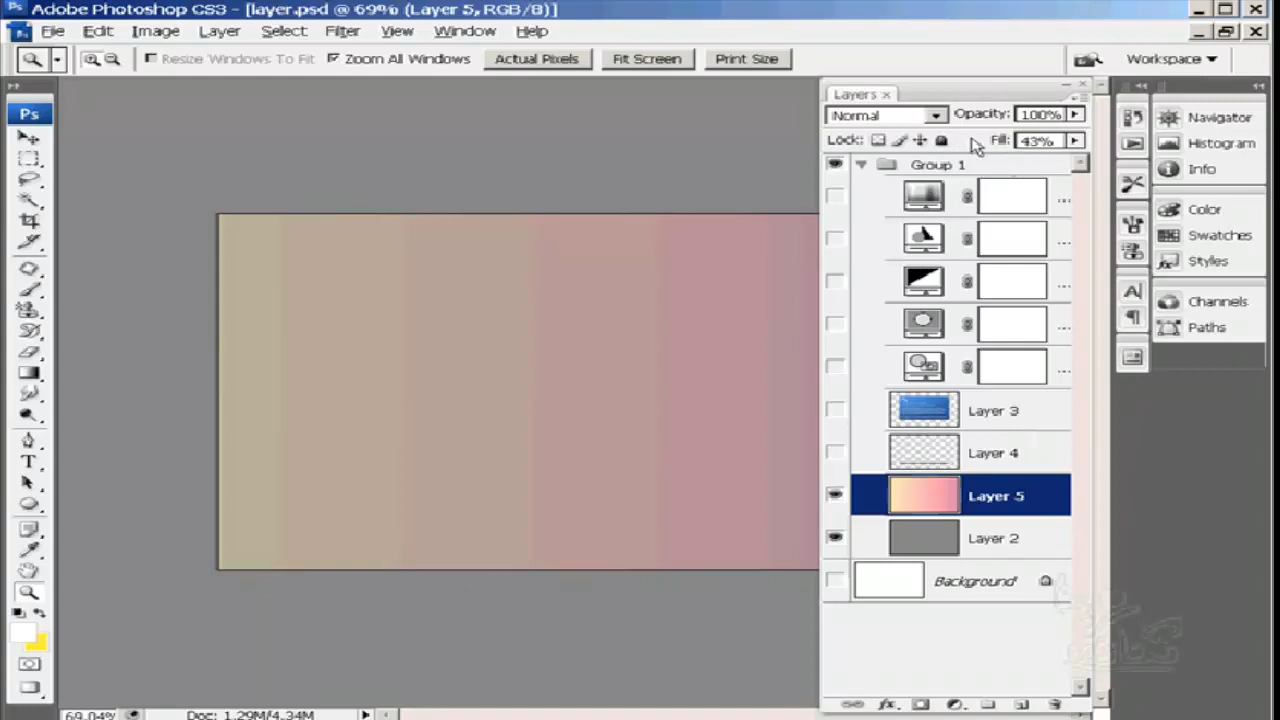 Adobe Photoshop CS3 - [layer.psd @ 69% (Layer 5, RGB/8)]
File Edit Image Layer Select Filter View Window Help
Resize Windows To Fit Zoom All Windows Actual Pixels Fit Screen Print Size Workspace
Ps
Layers x
Normal Opacity: 100%
Lock: Fill: 43%
Group 1
...
...
...
...
...
Layer 3
Layer 4
Layer 5
Layer 2
Background
Navigator
Histogram
Info
Color
Swatches
Styles
Channels
Paths
69.04% Doc: 1.29M/4.34M